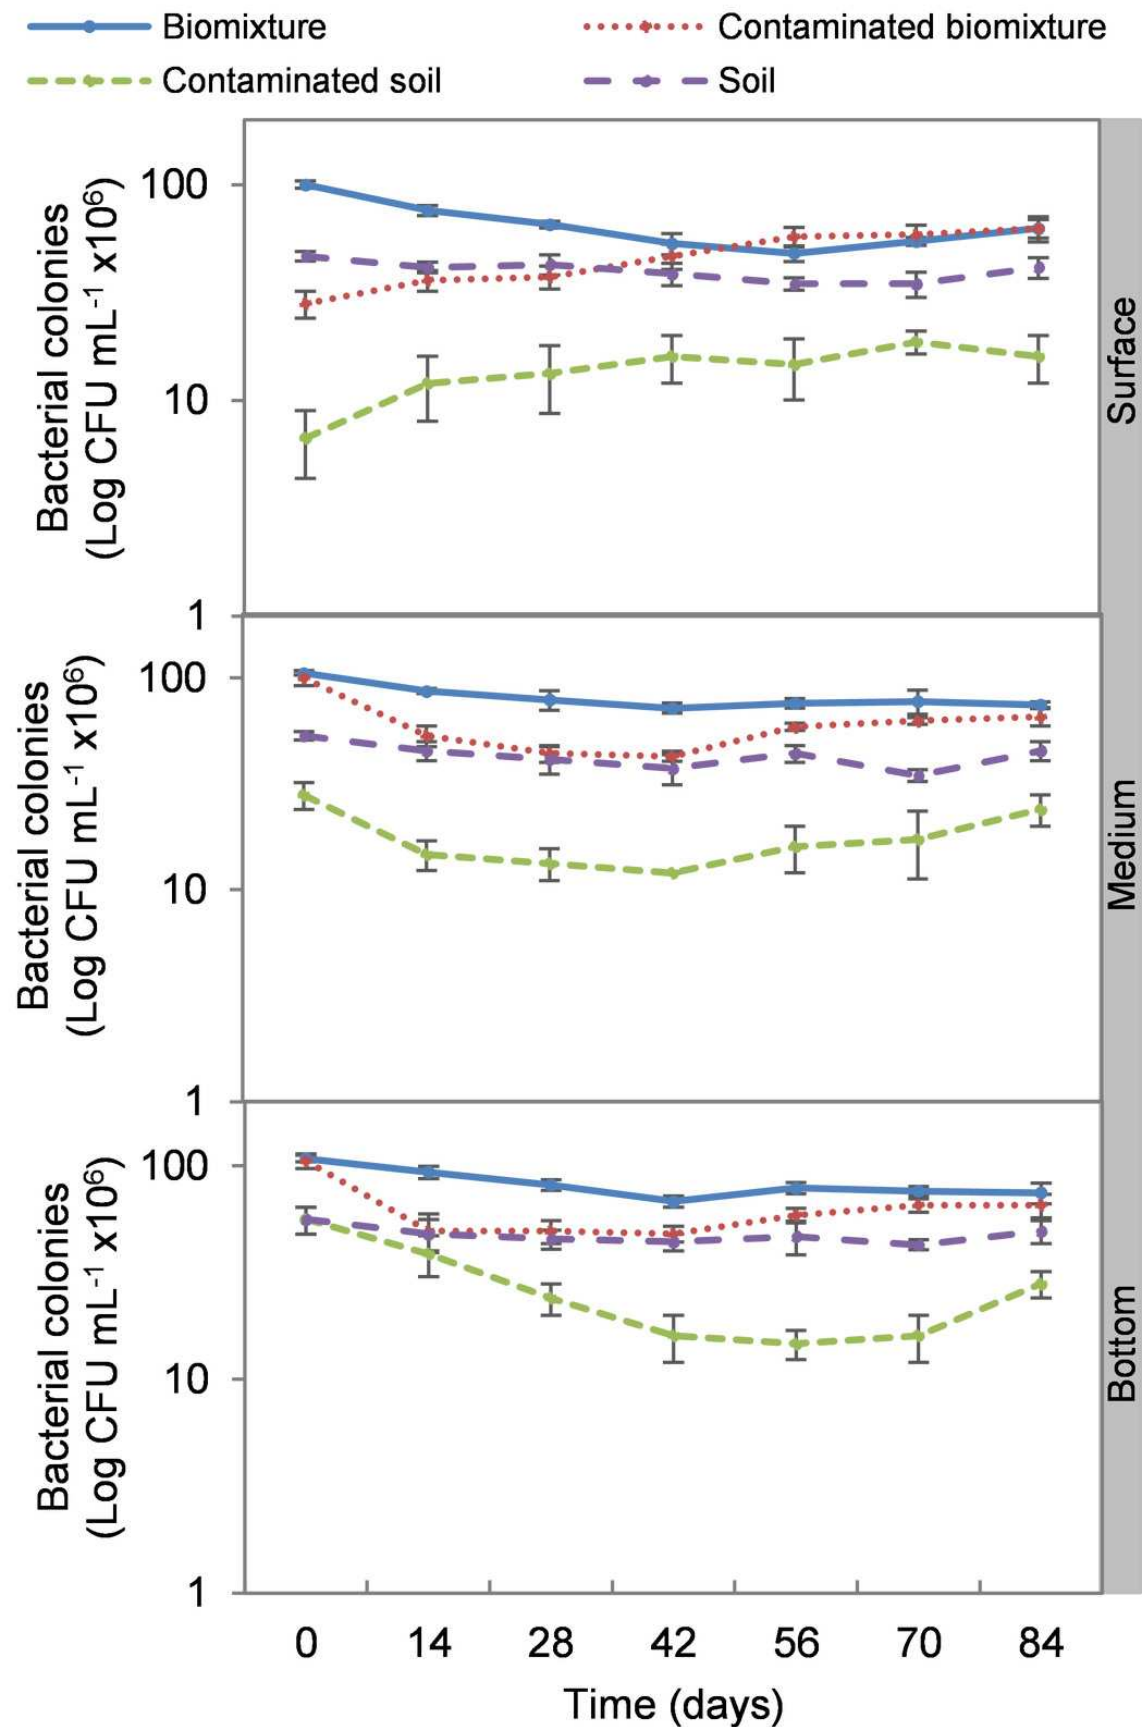 Biomixture
Contaminated biomixture
Contaminated soil
Soil
Bacterial colonies
(Log CFU mL⁻¹ x10⁶)
100
10
1
Surface
Bacterial colonies
(Log CFU mL⁻¹ x10⁶)
100
10
1
Medium
Bacterial colonies
(Log CFU mL⁻¹ x10⁶)
100
10
1
Bottom
0 14 28 42 56 70 84
Time (days)